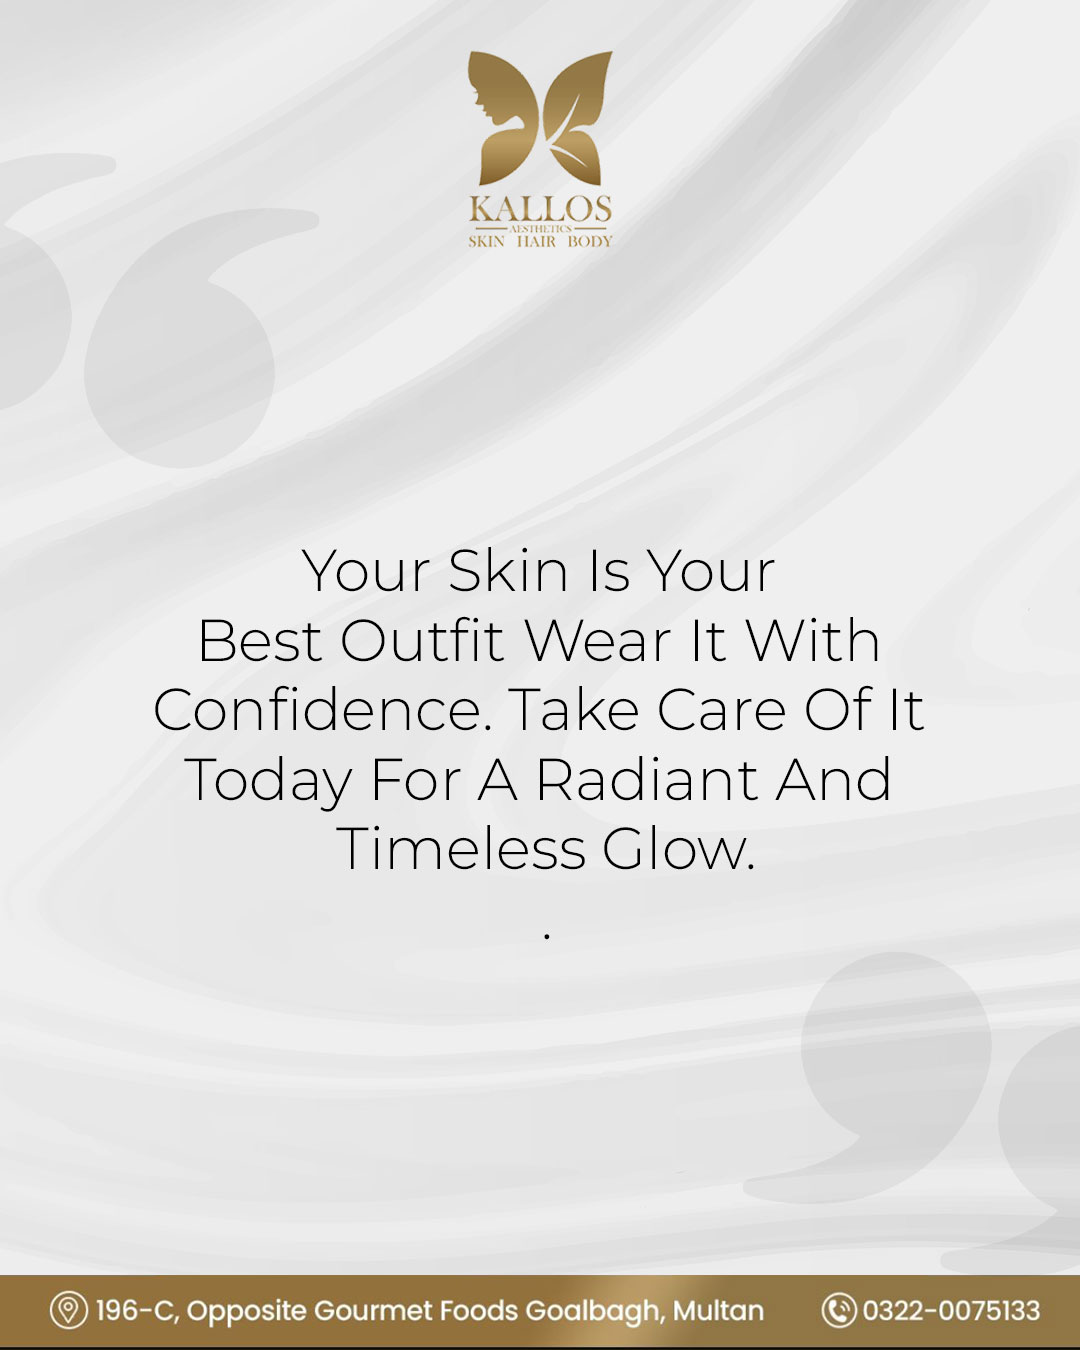 KALLOS
AESTHETICS
SKIN HAIR BODY
Your Skin Is Your
Best Outfit Wear It With
Confidence. Take Care Of It
Today For A Radiant And
Timeless Glow.
.
196-C, Opposite Gourmet Foods Goalbagh, Multan
0322-0075133